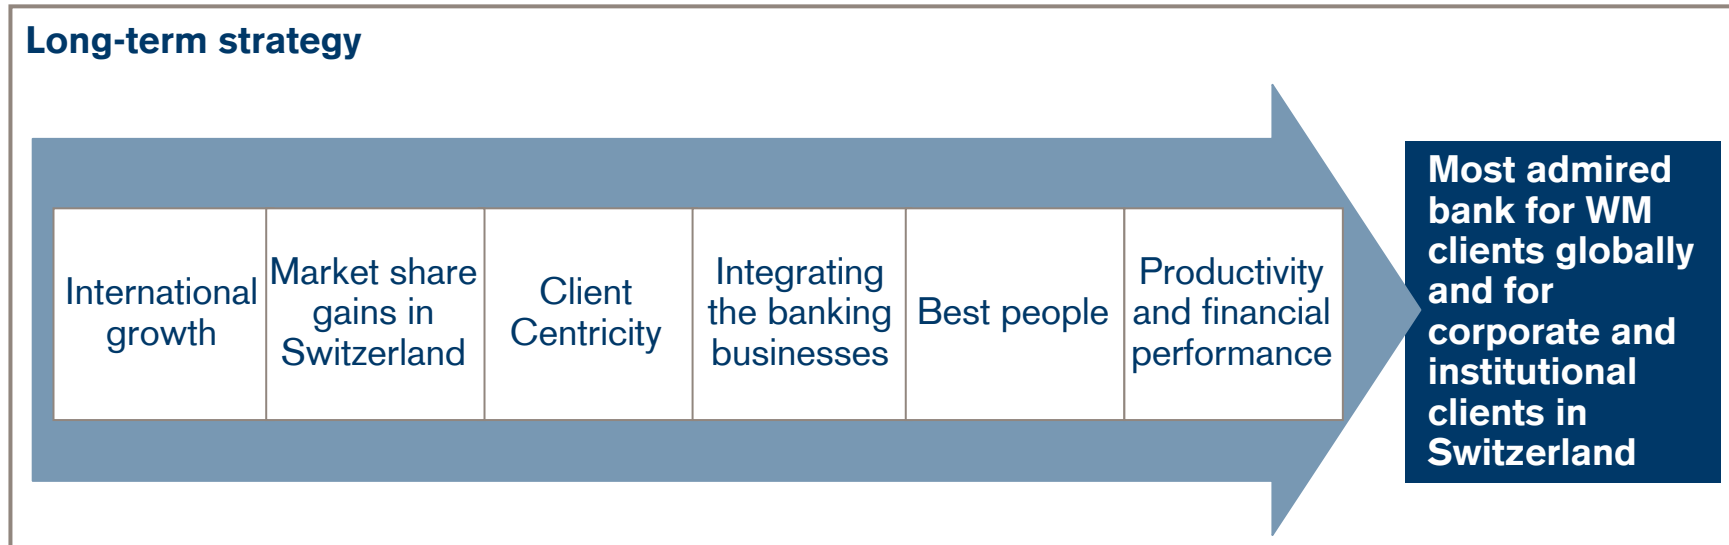 Long-term strategy
International
growth
Market share
gains in
Switzerland
Client
Centricity
Integrating
the banking
businesses
Best people
Productivity
and financial
performance
Most admired
bank for WM
clients globally
and for
corporate and
institutional
clients in
Switzerland